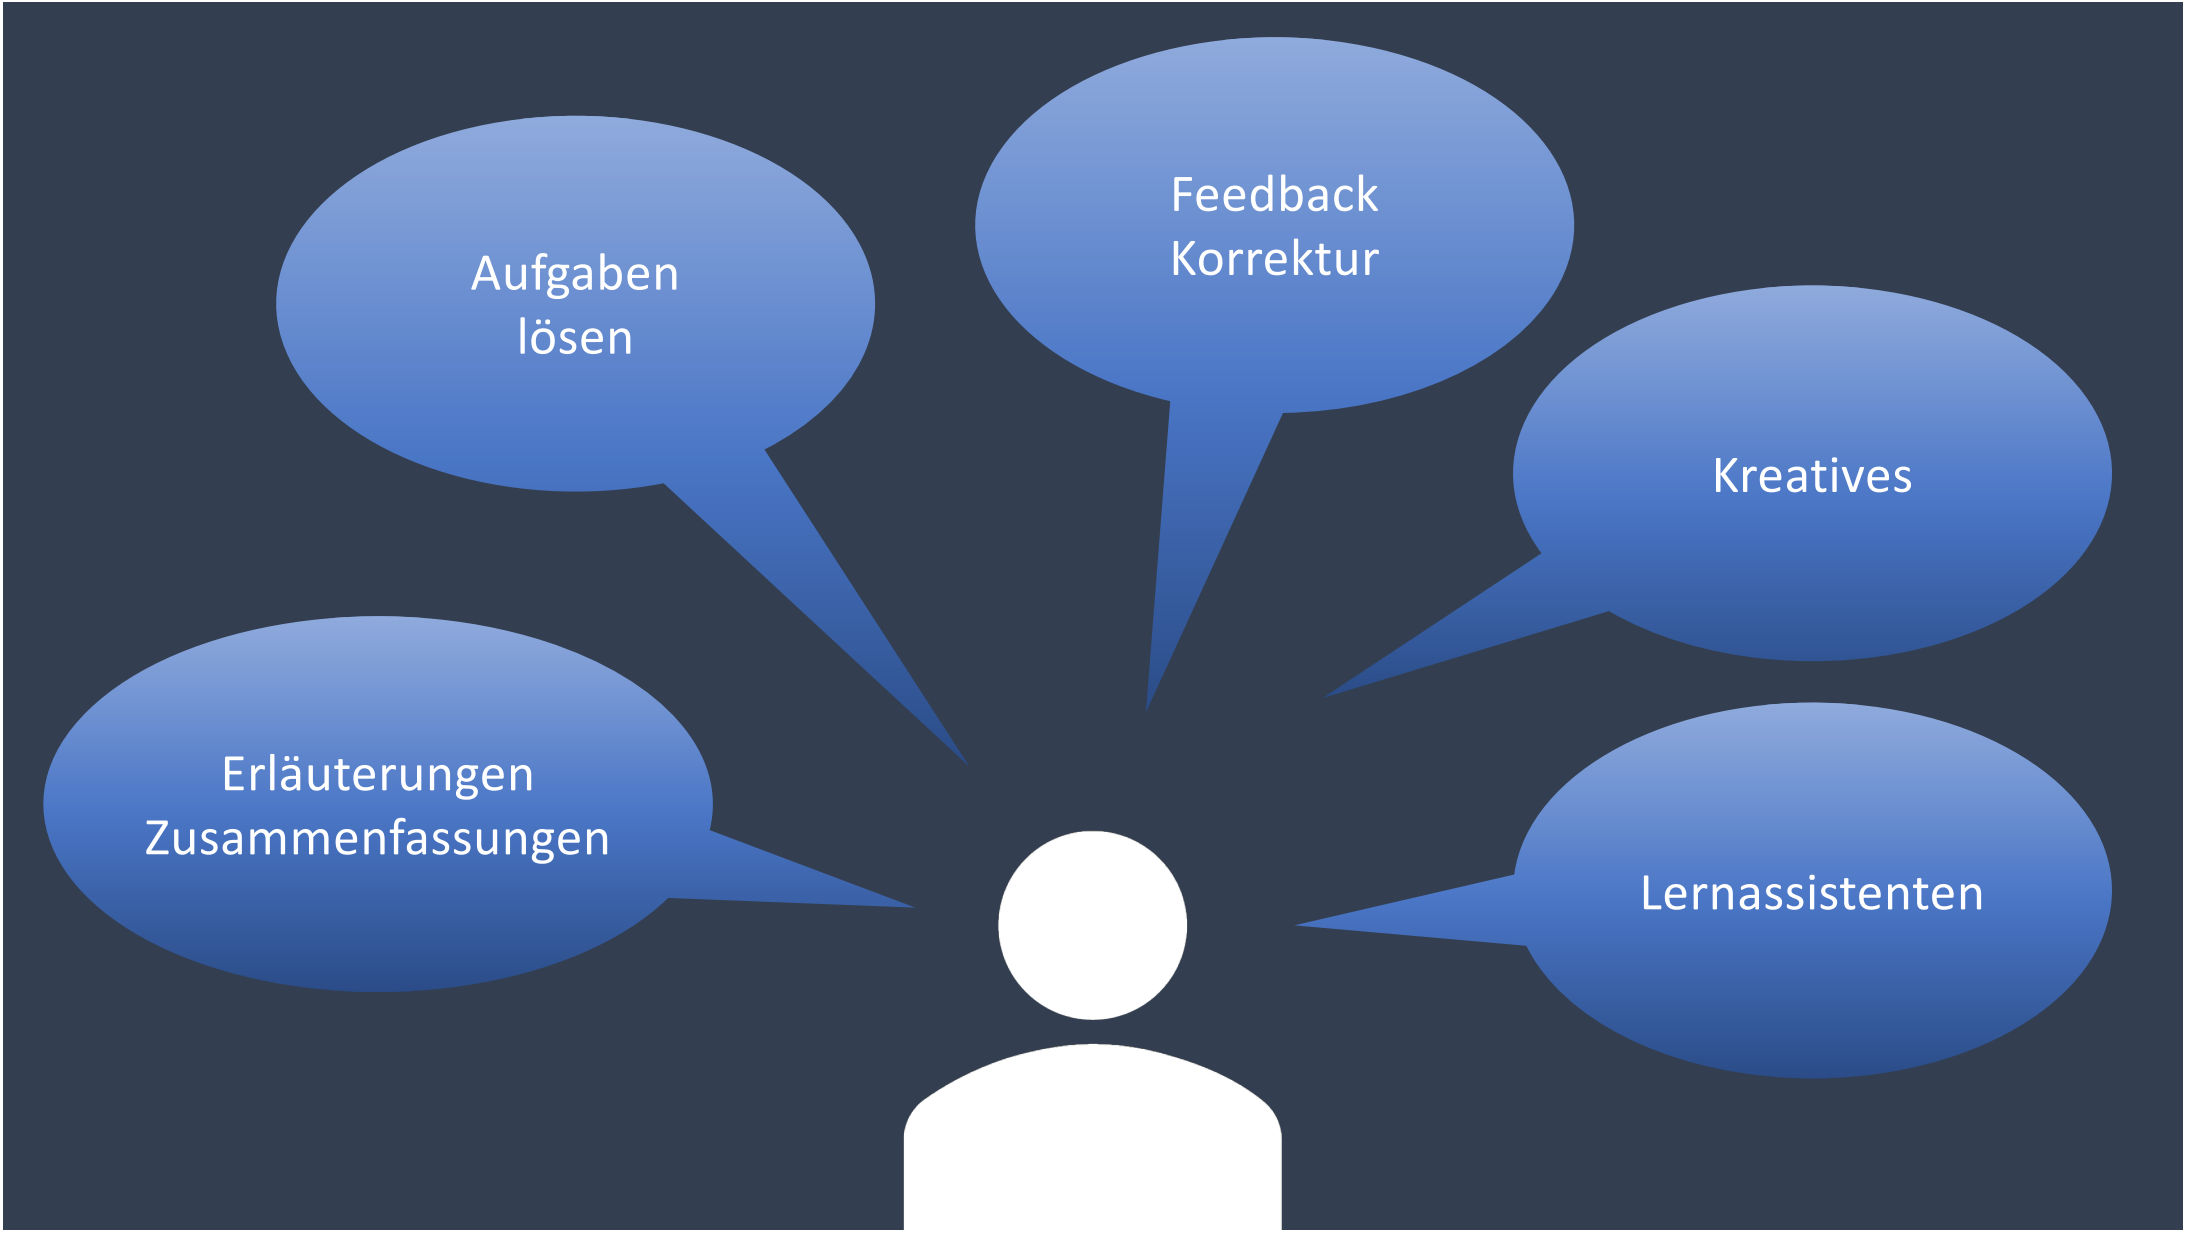 Aufgaben
lösen
Feedback
Korrektur
Kreatives
Erläuterungen
Zusammenfassungen
Lernassistenten